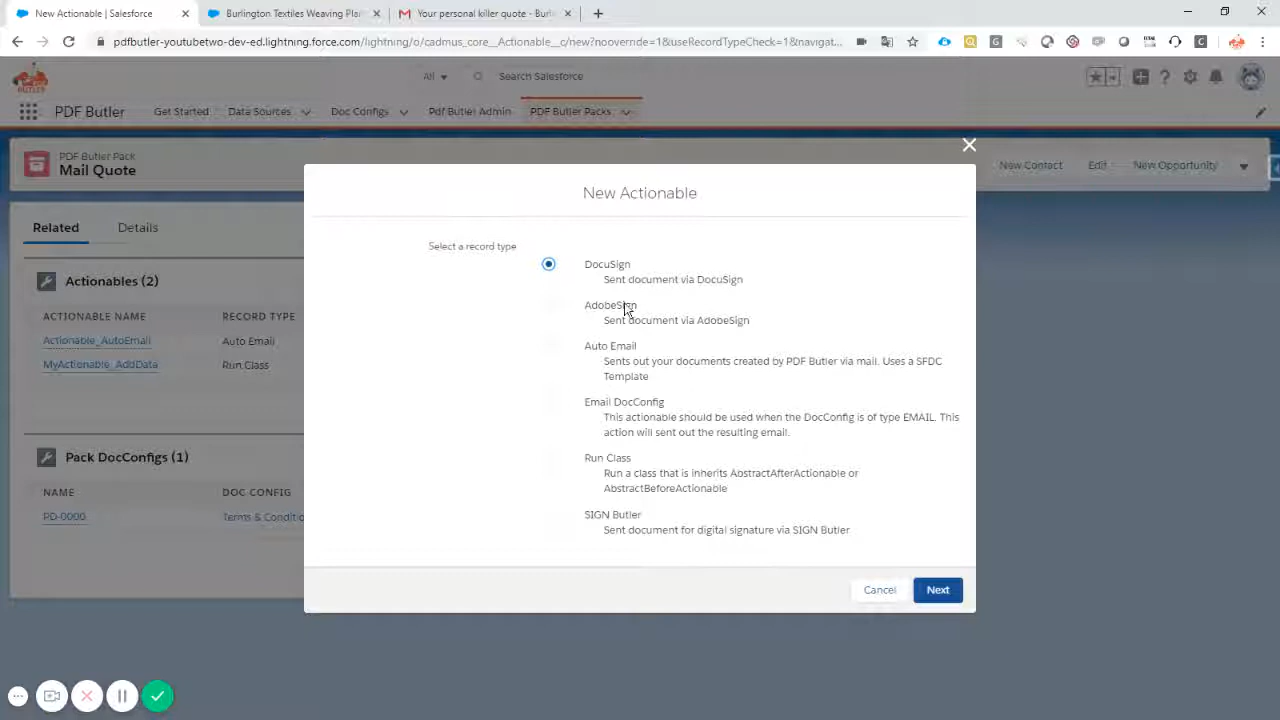 New Actionable | Salesforce
Burlington Textiles Weaving Plan
Your personal killer quote - Burl
pdfbutler-youtubetwo-dev-ed.lightning.force.com/lightning/o/cadmus_core__Actionable__c/new?nooverride=1&useRecordTypeCheck=1&navigat...
All
Search Salesforce
PDF Butler
Get Started
Data Sources
Doc Configs
Pdf Butler Admin
PDF Butler Packs
PDF Butler Pack
Mail Quote
New Contact
Edit
New Opportunity
New Actionable
Related
Details
Select a record type
DocuSign
Sent document via DocuSign
Actionables (2)
AdobeSign
Sent document via AdobeSign
ACTIONABLE NAME
RECORD TYPE
Actionable_AutoEmail
Auto Email
Auto Email
Sents out your documents created by PDF Butler via mail. Uses a SFDC
Template
MyActionable_AddData
Run Class
Email DocConfig
This actionable should be used when the DocConfig is of type EMAIL. This
action will sent out the resulting email.
Pack DocConfigs (1)
Run Class
Run a class that is inherits AbstractAfterActionable or
AbstractBeforeActionable
NAME
DOC CONFIG
PD-0000
Terms & Conditio
SIGN Butler
Sent document for digital signature via SIGN Butler
Cancel
Next